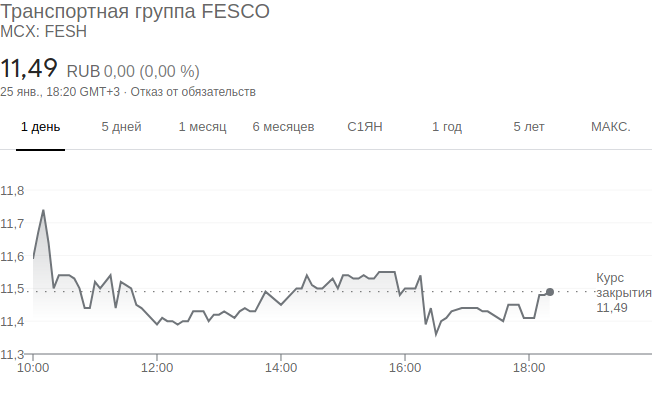 Транспортная группа FESCO
MCX: FESH
11,49 RUB 0,00 (0,00 %)
25 янв., 18:20 GMT+3 · Отказ от обязательств
1 день 5 дней 1 месяц 6 месяцев С1ЯН 1 год 5 лет МАКС.
11,8
11,7
11,6
11,5
11,4
11,3
Курс
закрытия
11,49
10:00 12:00 14:00 16:00 18:00